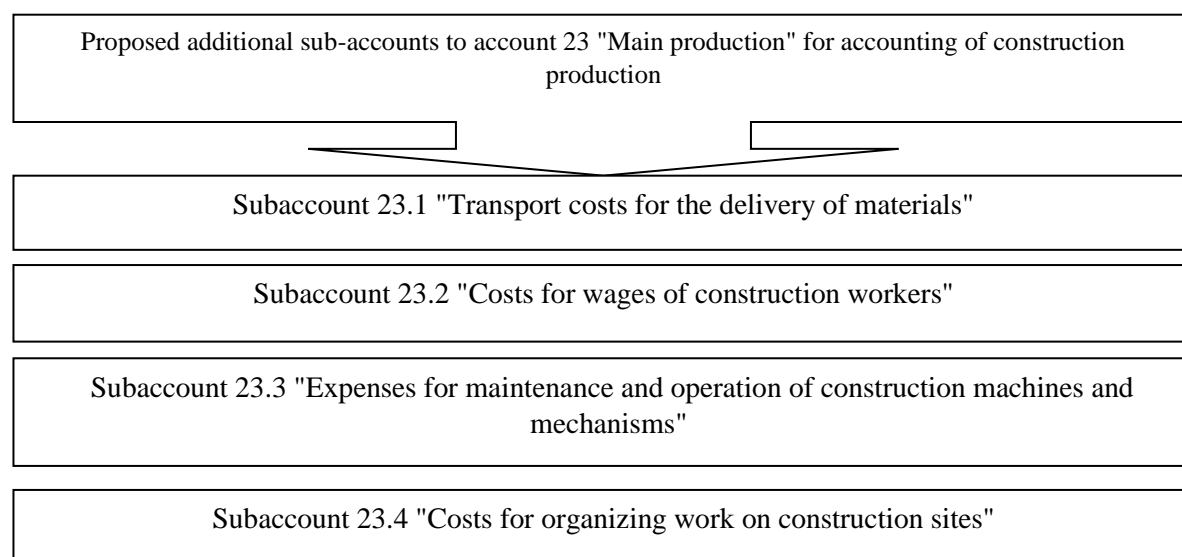 Proposed additional sub-accounts to account 23 "Main production" for accounting of construction
production
Subaccount 23.1 "Transport costs for the delivery of materials"
Subaccount 23.2 "Costs for wages of construction workers"
Subaccount 23.3 "Expenses for maintenance and operation of construction machines and
mechanisms"
Subaccount 23.4 "Costs for organizing work on construction sites"